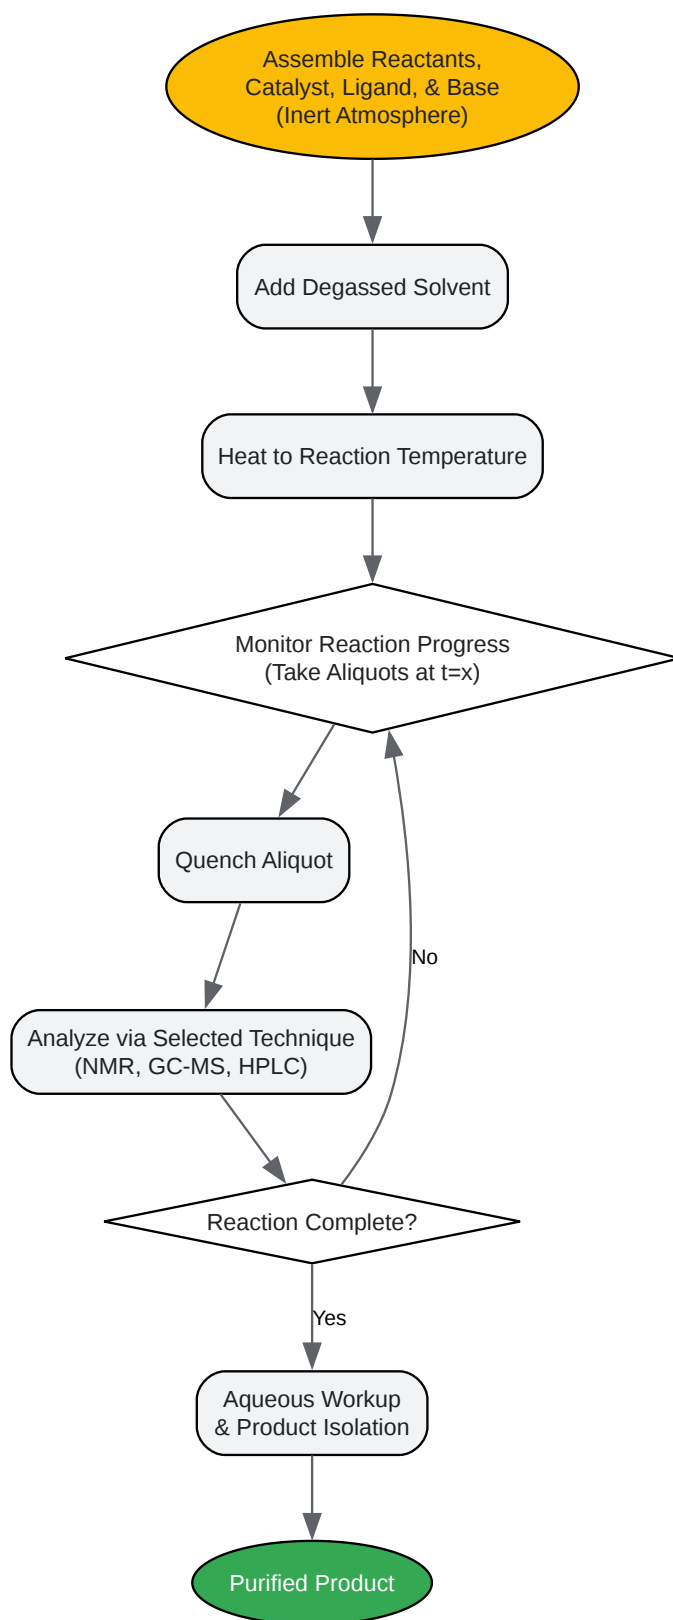 Assemble Reactants,
Catalyst, Ligand, & Base
(Inert Atmosphere)
Add Degassed Solvent
Heat to Reaction Temperature
Monitor Reaction Progress
(Take Aliquots at t=x)
Quench Aliquot
No
Analyze via Selected Technique
(NMR, GC-MS, HPLC)
Reaction Complete?
Yes
Aqueous Workup
& Product Isolation
Purified Product